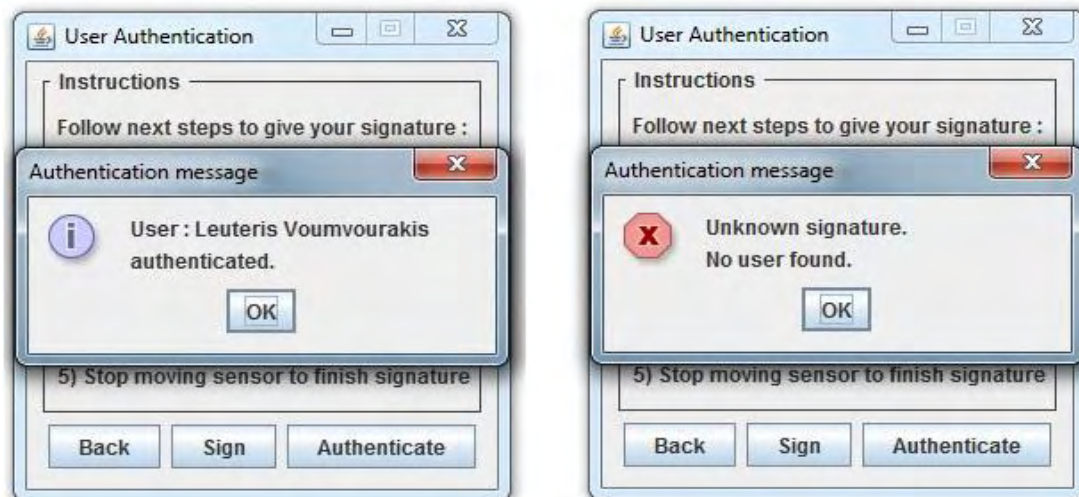 User Authentication
Instructions
Follow next steps to give your signature :
Authentication message
User : Leuteris Voumvourakis
authenticated.
OK
5) Stop moving sensor to finish signature
Back Sign Authenticate
User Authentication
Instructions
Follow next steps to give your signature :
Authentication message
Unknown signature.
No user found.
OK
5) Stop moving sensor to finish signature
Back Sign Authenticate